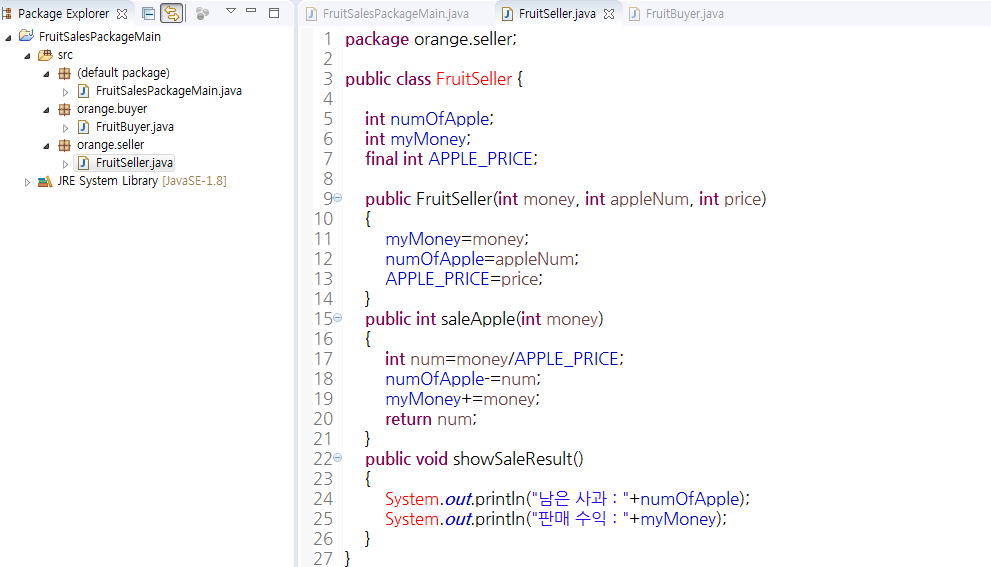 Package Explorer
FruitSalesPackageMain
src
(default package)
FruitSalesPackageMain.java
orange.buyer
FruitBuyer.java
orange.seller
FruitSeller.java
JRE System Library [JavaSE-1.8]
FruitSalesPackageMain.java FruitSeller.java FruitBuyer.java
1 package orange.seller;
2
3 public class FruitSeller {
4
5 int numOfApple;
6 int myMoney;
7 final int APPLE_PRICE;
8
9 public FruitSeller(int money, int appleNum, int price)
10 {
11 myMoney=money;
12 numOfApple=appleNum;
13 APPLE_PRICE=price;
14 }
15 public int saleApple(int money)
16 {
17 int num=money/APPLE_PRICE;
18 numOfApple-=num;
19 myMoney+=money;
20 return num;
21 }
22 public void showSaleResult()
23 {
24 System.out.println("남은 사과 : "+numOfApple);
25 System.out.println("판매 수익 : "+myMoney);
26 }
27 }